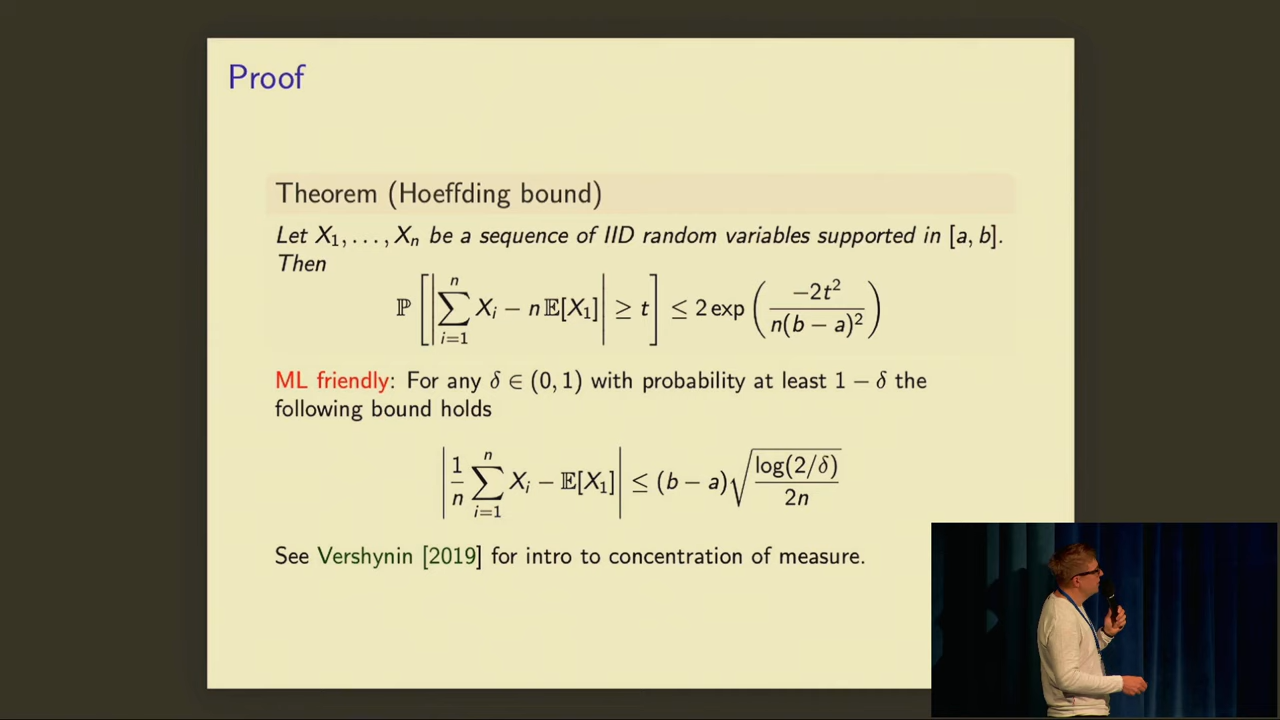 Proof
Theorem (Hoeffding bound)
Let X₁, . . . , Xₙ be a sequence of IID random variables supported in [a, b].
Then
ℙ [ | ∑ᵢ₌₁ⁿ Xᵢ − n 𝔼[X₁] | ≥ t ] ≤ 2 exp ( −2t² / n(b − a)² )
ML friendly: For any δ ∈ (0, 1) with probability at least 1 − δ the
following bound holds
| 1/n ∑ᵢ₌₁ⁿ Xᵢ − 𝔼[X₁] | ≤ (b − a) √( log(2/δ) / 2n )
See Vershynin [2019] for intro to concentration of measure.